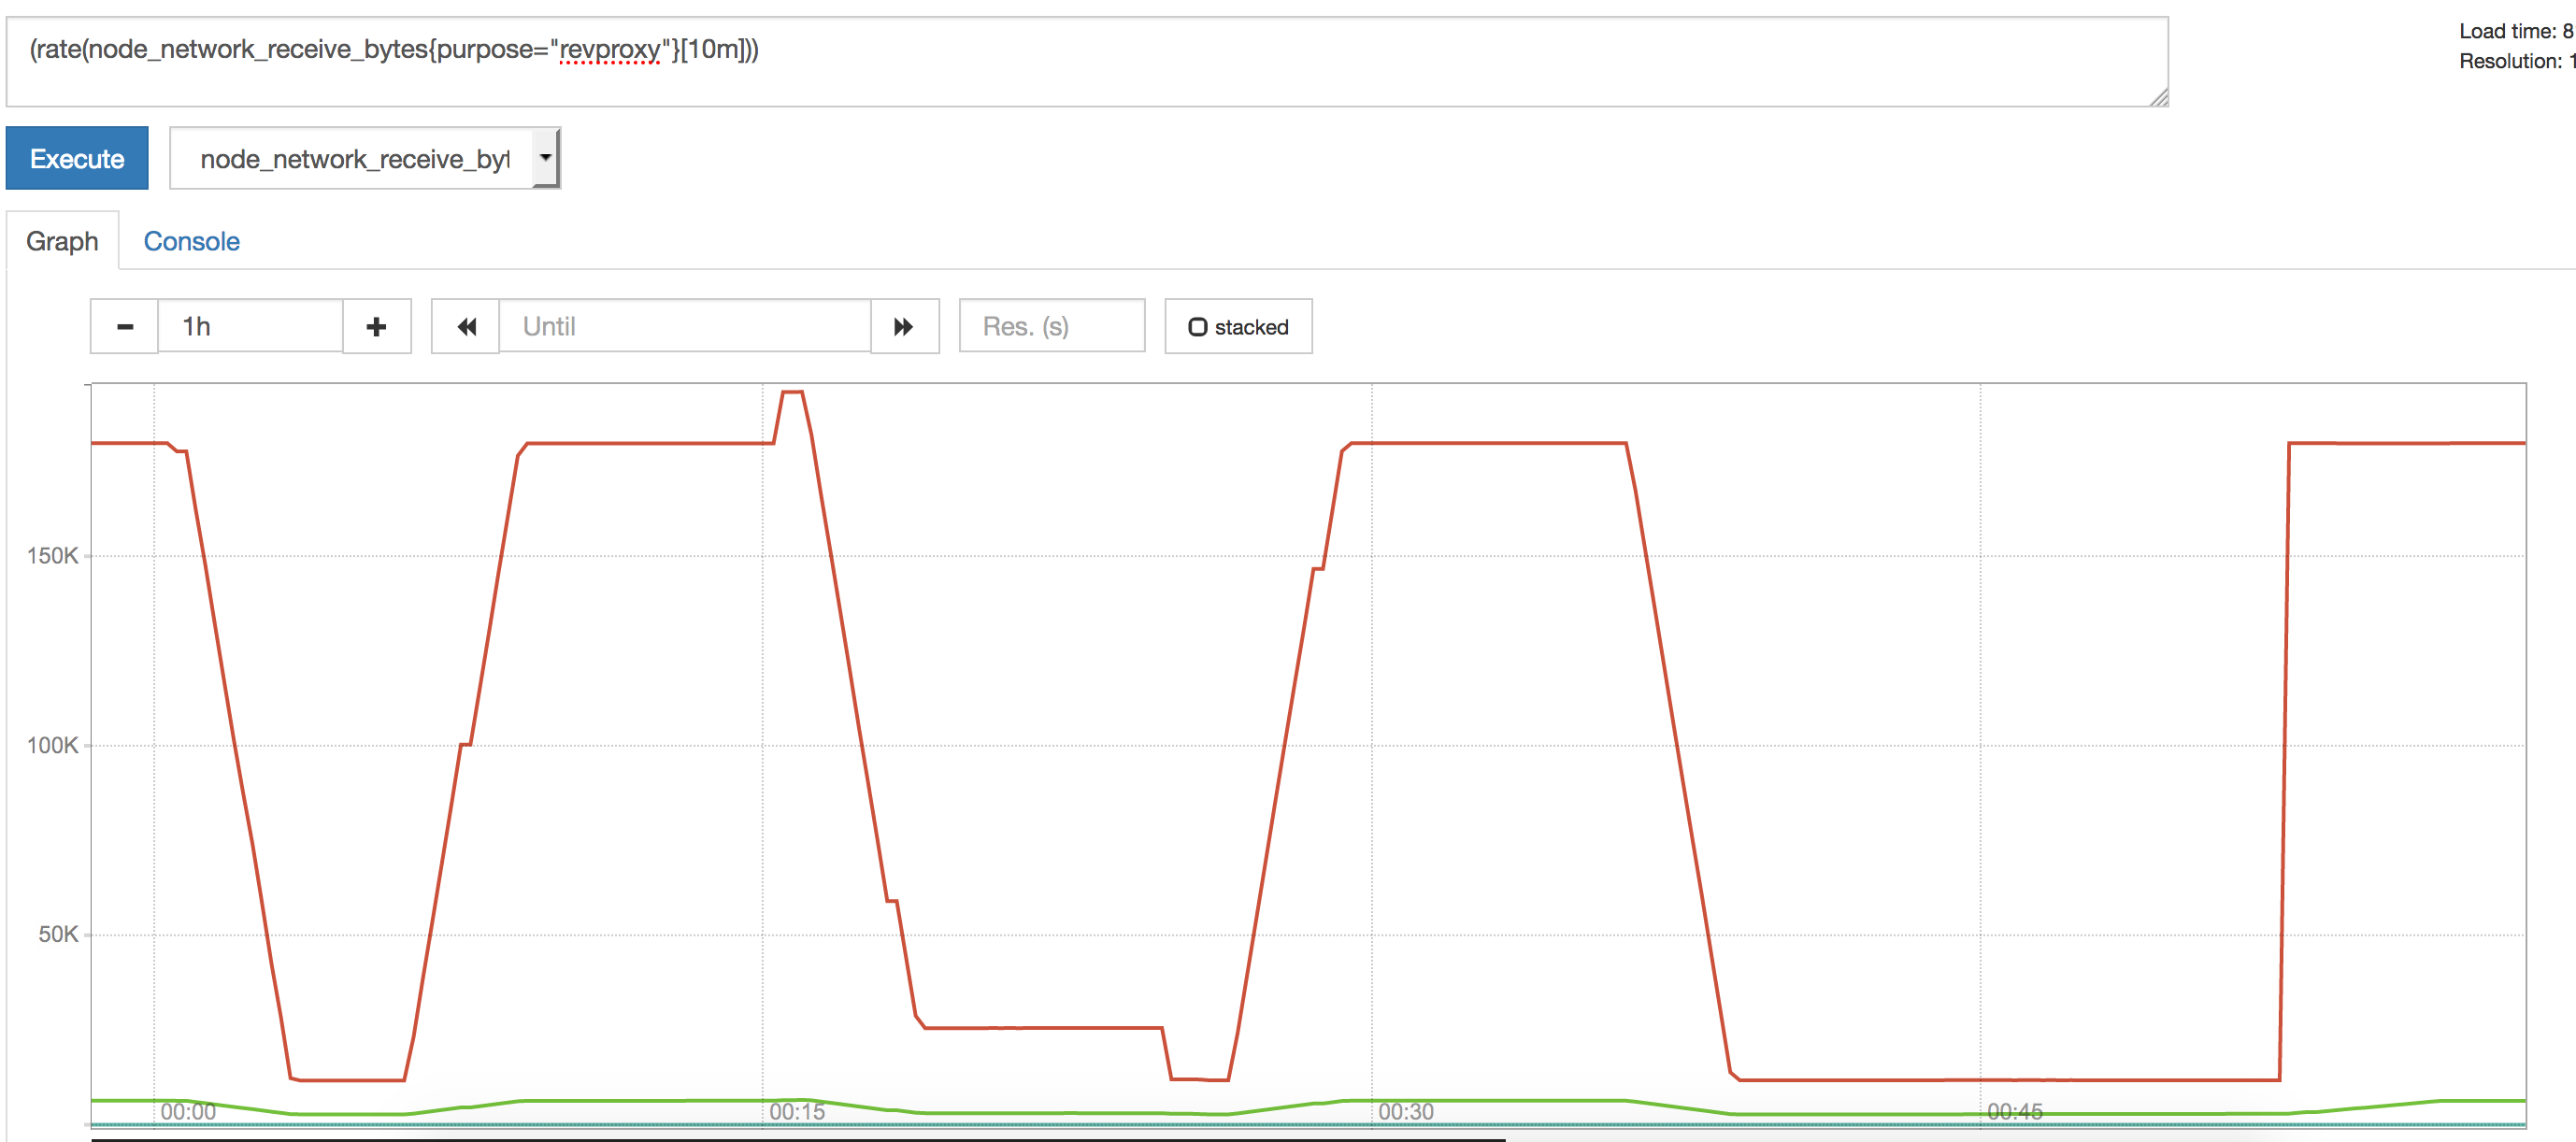 (rate(node_network_receive_bytes{purpose="revproxy"}[10m]))
Load time: 8
Resolution: 1
Execute
node_network_receive_byt
Graph
Console
1h
Until
Res. (s)
stacked
150K
100K
50K
00:00
00:15
00:30
00:45